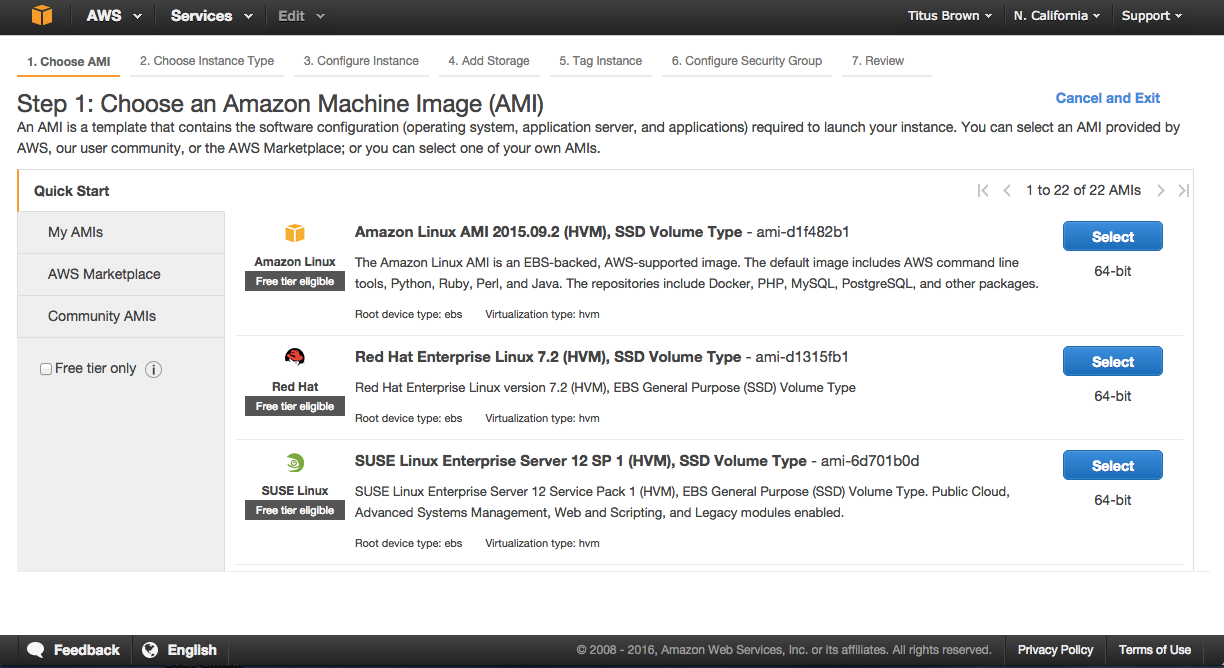 AWS Services Edit Titus Brown N. California Support
1. Choose AMI 2. Choose Instance Type 3. Configure Instance 4. Add Storage 5. Tag Instance 6. Configure Security Group 7. Review
Step 1: Choose an Amazon Machine Image (AMI)
Cancel and Exit
An AMI is a template that contains the software configuration (operating system, application server, and applications) required to launch your instance. You can select an AMI provided by
AWS, our user community, or the AWS Marketplace; or you can select one of your own AMIs.
Quick Start
My AMIs
AWS Marketplace
Community AMIs
Free tier only i
1 to 22 of 22 AMIs
Amazon Linux
Free tier eligible
Amazon Linux AMI 2015.09.2 (HVM), SSD Volume Type - ami-d1f482b1
The Amazon Linux AMI is an EBS-backed, AWS-supported image. The default image includes AWS command line
tools, Python, Ruby, Perl, and Java. The repositories include Docker, PHP, MySQL, PostgreSQL, and other packages.
Root device type: ebs Virtualization type: hvm
Select
64-bit
Red Hat
Free tier eligible
Red Hat Enterprise Linux 7.2 (HVM), SSD Volume Type - ami-d1315fb1
Red Hat Enterprise Linux version 7.2 (HVM), EBS General Purpose (SSD) Volume Type
Root device type: ebs Virtualization type: hvm
Select
64-bit
SUSE Linux
Free tier eligible
SUSE Linux Enterprise Server 12 SP 1 (HVM), SSD Volume Type - ami-6d701b0d
SUSE Linux Enterprise Server 12 Service Pack 1 (HVM), EBS General Purpose (SSD) Volume Type. Public Cloud,
Advanced Systems Management, Web and Scripting, and Legacy modules enabled.
Root device type: ebs Virtualization type: hvm
Select
64-bit
Feedback English © 2008 - 2016, Amazon Web Services, Inc. or its affiliates. All rights reserved. Privacy Policy Terms of Use